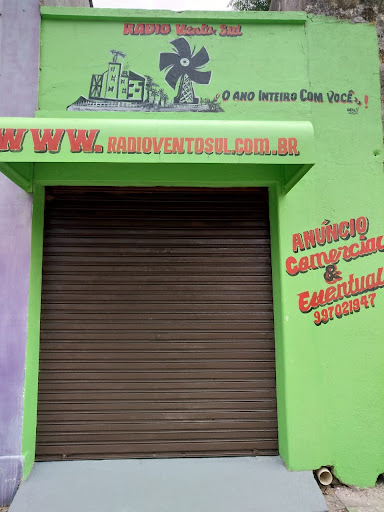 RADIO Vento Sul
O ANO INTEIRO COM VOCÊ..!
WWW.RADIOVENTOSUL.COM.BR
ANÚNCIO
Comercial
&
Eventual
997021947